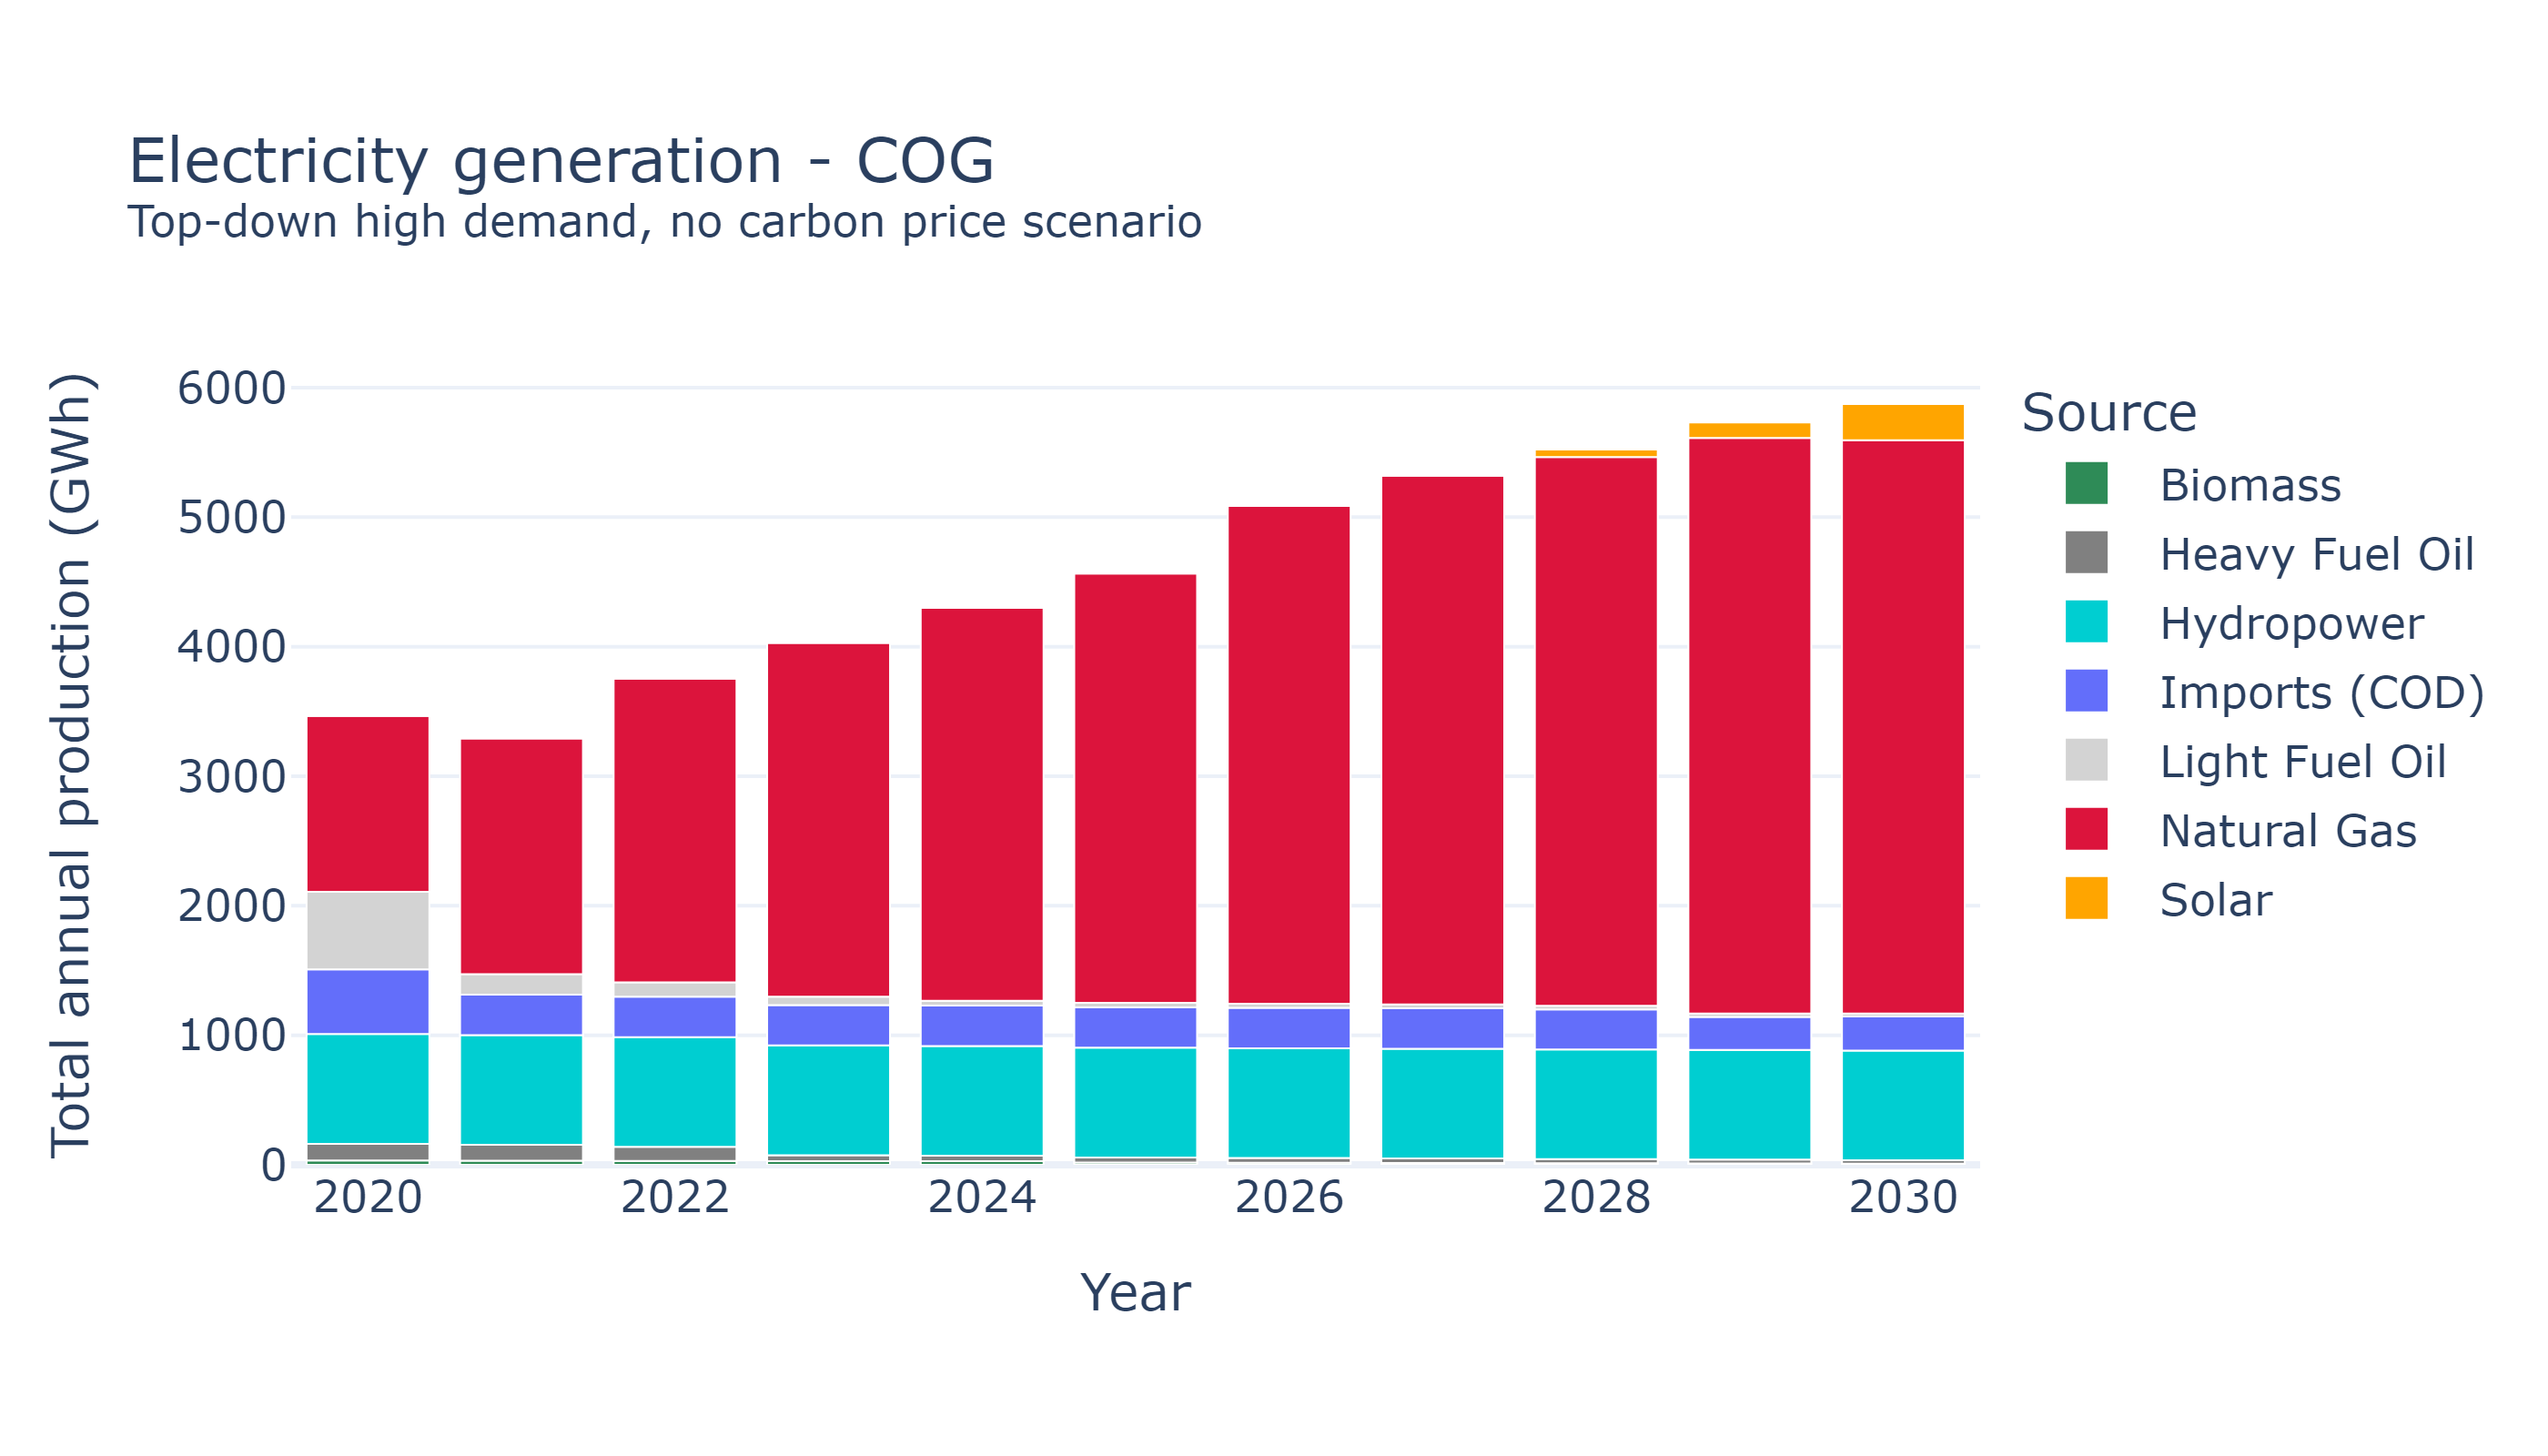 Electricity generation - COG
Top-down high demand, no carbon price scenario
Total annual production (GWh)
6000
5000
4000
3000
2000
1000
0
2020
2022
2024
2026
2028
2030
Year
Source
Biomass
Heavy Fuel Oil
Hydropower
Imports (COD)
Light Fuel Oil
Natural Gas
Solar